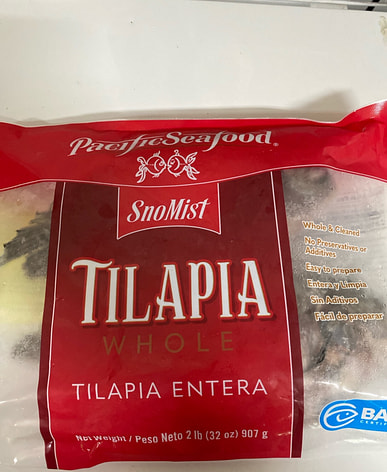 PacificSeafood®
SnoMist
Whole & Cleaned
No Preservatives or
Additives
Easy to prepare
Entera y Limpia
Sin Aditivos
Fácil de preparar
TILAPIA
WHOLE
TILAPIA ENTERA
Net Weight / Peso Neto 2 lb (32 oz) 907 g